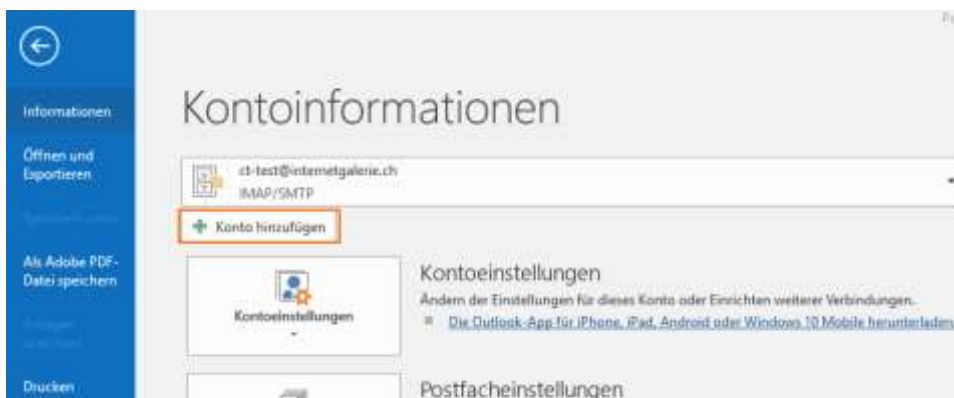 Informationen
Öffnen und
Exportieren
Als Adobe PDF-
Datei speichern
Drucken
Kontoinformationen
ct-test@internetgalerie.ch
IMAP/SMTP
Konto hinzufügen
Kontoeinstellungen
Kontoeinstellungen
Ändern der Einstellungen für dieses Konto oder Einrichten weiterer Verbindungen.
Die Outlook-App für iPhone, iPad, Android oder Windows 10 Mobile herunterladen
Postfacheinstellungen